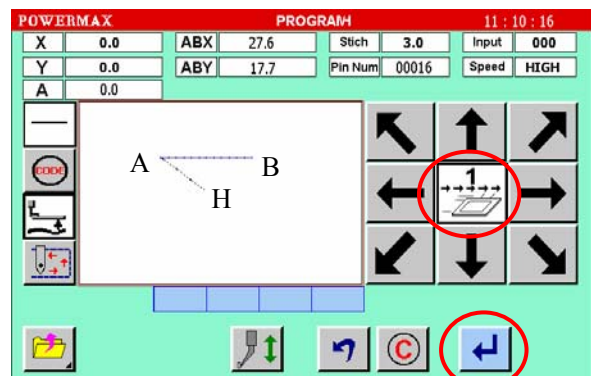 POWERMAX PROGRAM 11 : 10 : 16
X 0.0 ABX 27.6 Stich 3.0 Input 000
Y 0.0 ABY 17.7 Pin Num 00016 Speed HIGH
A 0.0
CODE
A B
H
1
C